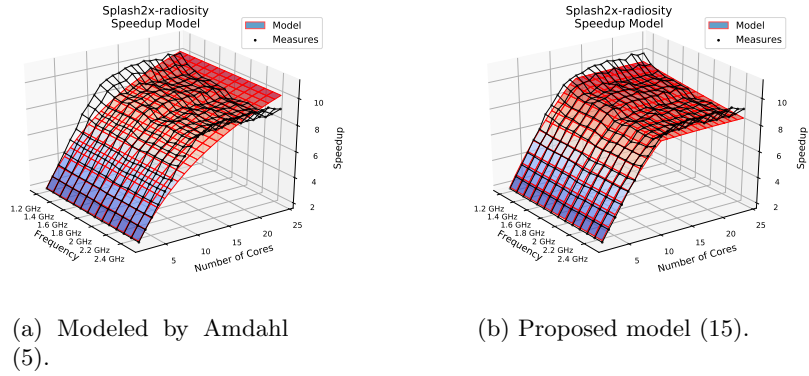 Splash2x-radiosity
Speedup Model
Model
Measures
10
8
6
4
2
Speedup
1.2 GHz
1.4 GHz
1.6 GHz
1.8 GHz
2 GHz
2.2 GHz
2.4 GHz
Frequency
5
10
15
20
25
Number of Cores
(a) Modeled by Amdahl
(5).
Splash2x-radiosity
Speedup Model
Model
Measures
10
8
6
4
2
Speedup
1.2 GHz
1.4 GHz
1.6 GHz
1.8 GHz
2 GHz
2.2 GHz
2.4 GHz
Frequency
5
10
15
20
25
Number of Cores
(b) Proposed model (15).